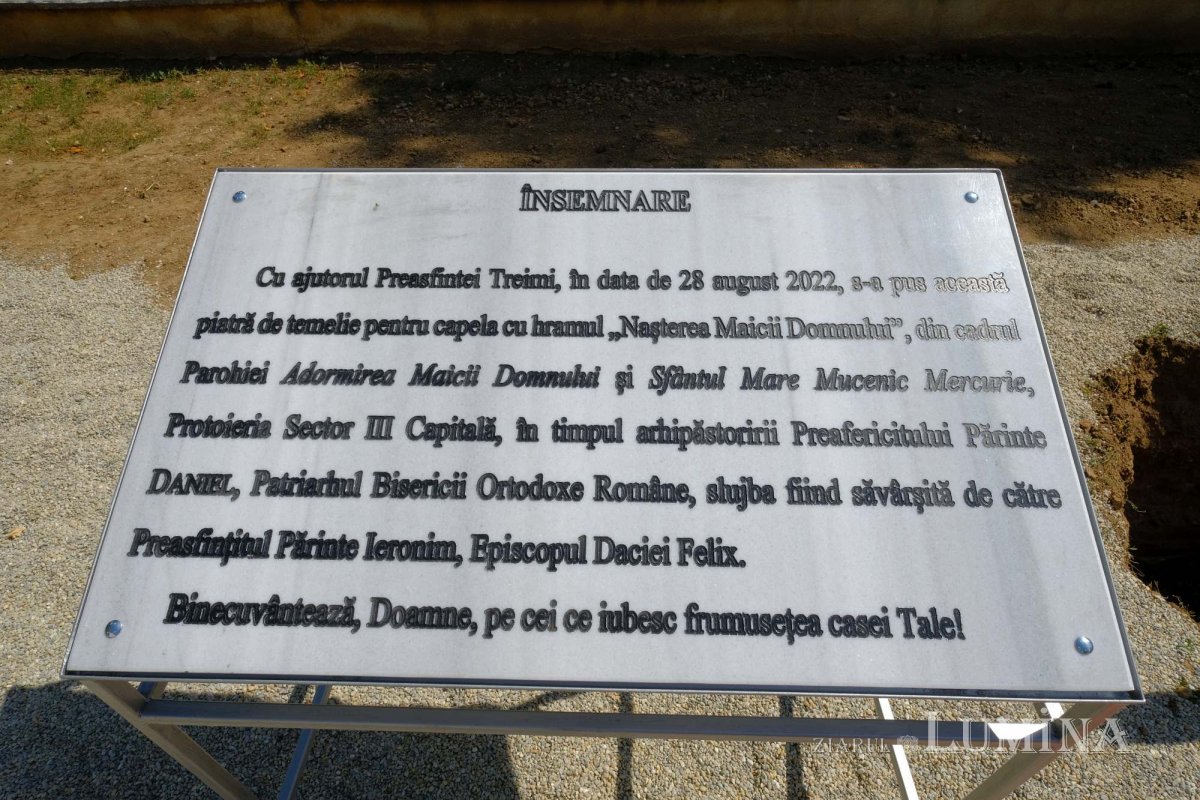 ÎNSEMNARE
Cu ajutorul Preasfintei Treimi, în data de 28 august 2022, s-a pus această
piatră de temelie pentru capela cu hramul „Nașterea Maicii Domnului”, din cadrul
Parohiei Adormirea Maicii Domnului și Sfântul Mare Mucenic Mercurie,
Protoieria Sector III Capitală, în timpul arhipăstoririi Preafericitului Părinte
DANIEL, Patriarhul Bisericii Ortodoxe Române, slujba fiind săvârșită de către
Preasfințitul Părinte Ieronim, Episcopul Daciei Felix.
Binecuvântează, Doamne, pe cei ce iubesc frumusețea casei Tale!
ZIARUL LUMINA